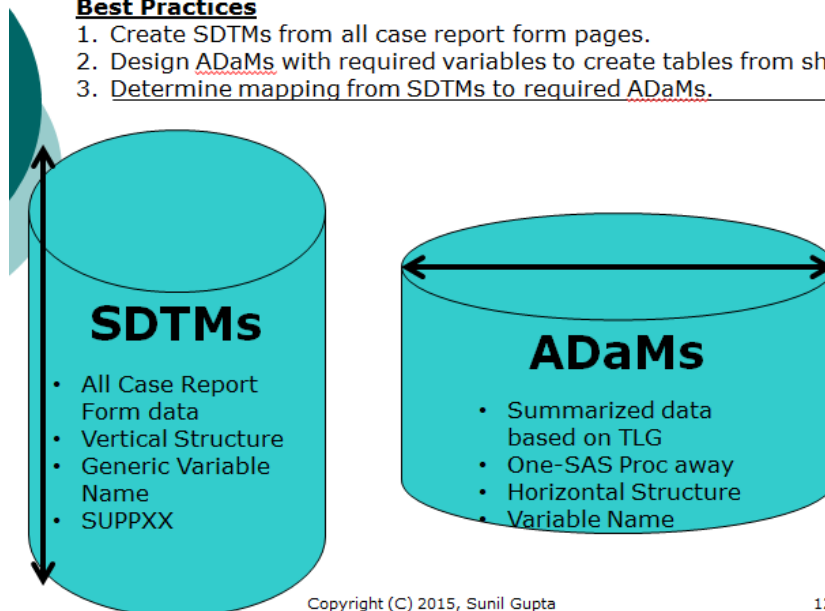 Best Practices
1. Create SDTMs from all case report form pages.
2. Design ADaMs with required variables to create tables from sh
3. Determine mapping from SDTMs to required ADaMs.
SDTMs
• All Case Report
Form data
• Vertical Structure
• Generic Variable
Name
• SUPPXX
ADaMs
• Summarized data
based on TLG
• One-SAS Proc away
• Horizontal Structure
• Variable Name
Copyright (C) 2015, Sunil Gupta